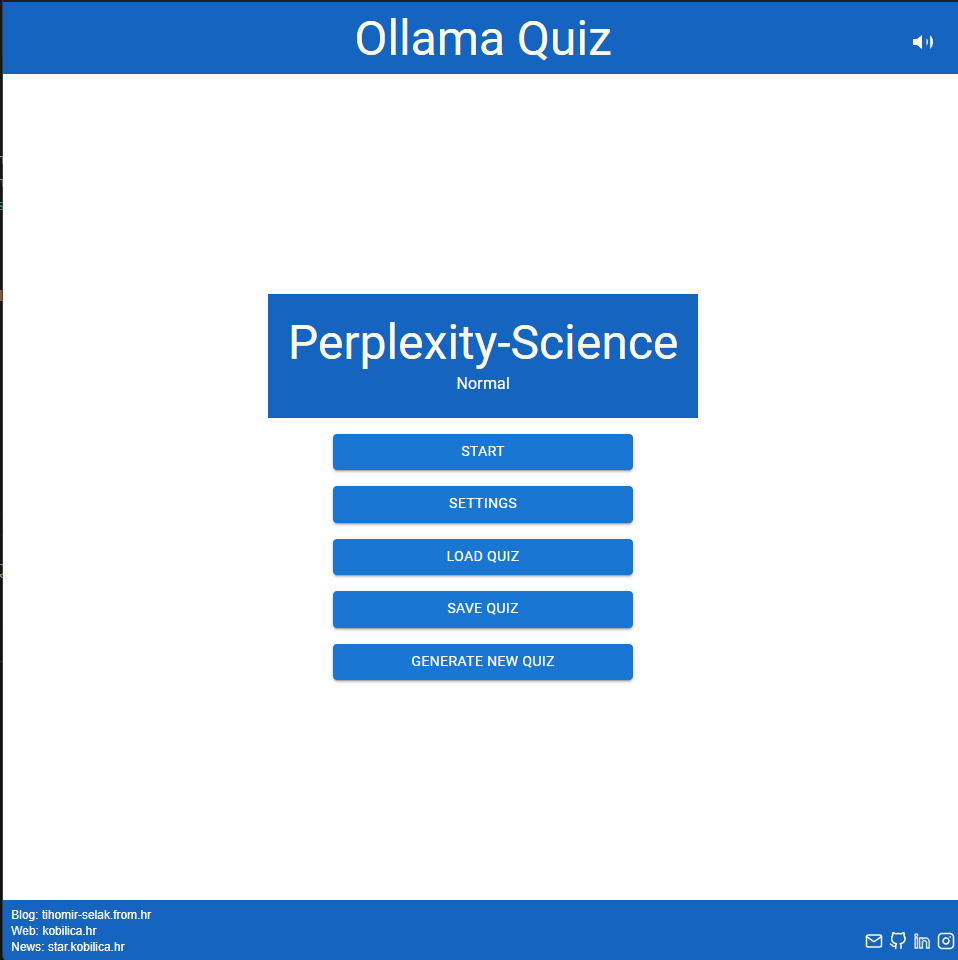 Ollama Quiz
Perplexity-Science
Normal
START
SETTINGS
LOAD QUIZ
SAVE QUIZ
GENERATE NEW QUIZ
Blog: tihomir-selak.from.hr
Web: kobilica.hr
News: star.kobilica.hr